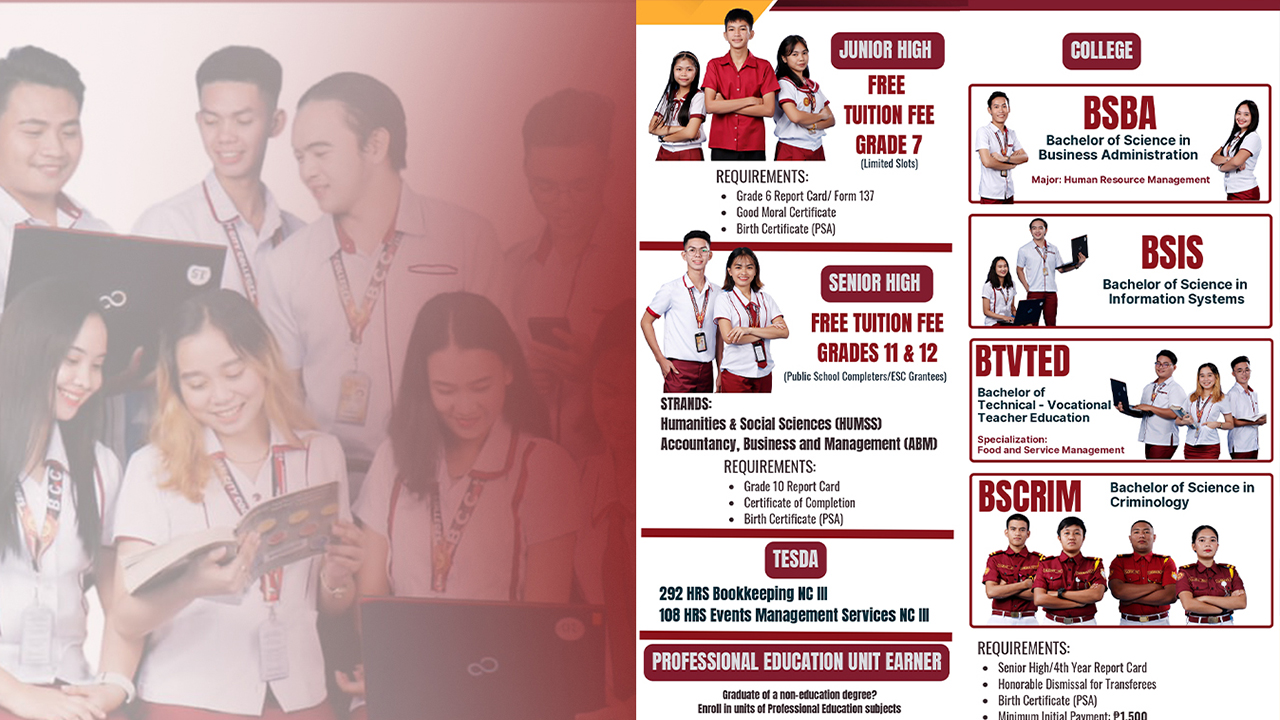 JUNIOR HIGH
FREE
TUITION FEE
GRADE 7
(Limited Slots)
REQUIREMENTS:
• Grade 6 Report Card/ Form 137
• Good Moral Certificate
• Birth Certificate (PSA)
SENIOR HIGH
FREE TUITION FEE
GRADES 11 & 12
(Public School Completers/ESC Grantees)
STRANDS:
Humanities & Social Sciences (HUMSS)
Accountancy, Business and Management (ABM)
REQUIREMENTS:
• Grade 10 Report Card
• Certificate of Completion
• Birth Certificate (PSA)
TESDA
292 HRS Bookkeeping NC III
108 HRS Events Management Services NC III
PROFESSIONAL EDUCATION UNIT EARNER
Graduate of a non-education degree?
Enroll in units of Professional Education subjects
COLLEGE
BSBA
Bachelor of Science in
Business Administration
Major: Human Resource Management
BSIS
Bachelor of Science in
Information Systems
BTVTED
Bachelor of
Technical - Vocational
Teacher Education
Specialization:
Food and Service Management
BSCRIM
Bachelor of Science in
Criminology
REQUIREMENTS:
• Senior High/4th Year Report Card
• Honorable Dismissal for Transferees
• Birth Certificate (PSA)
• Minimum Initial Payment: ₱1,500